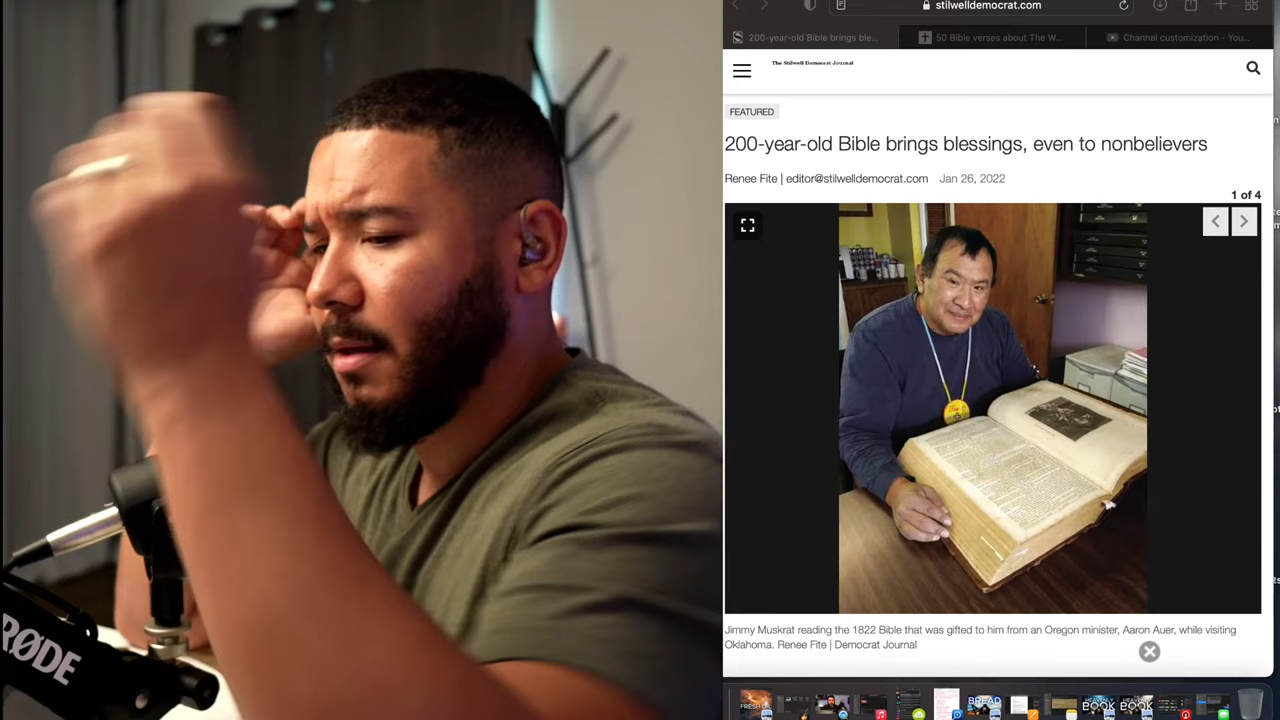 stilwelldemocrat.com
200-year-old Bible brings ble...
50 Bible verses about The W...
Channel customization - You...
The Stilwell Democrat Journal
FEATURED
200-year-old Bible brings blessings, even to nonbelievers
Renee Fite | editor@stilwelldemocrat.com Jan 26, 2022
1 of 4
Jimmy Muskrat reading the 1822 Bible that was gifted to him from an Oregon minister, Aaron Auer, while visiting
Oklahoma. Renee Fite | Democrat Journal
RØDE
BREAD
BOOK
BOOK